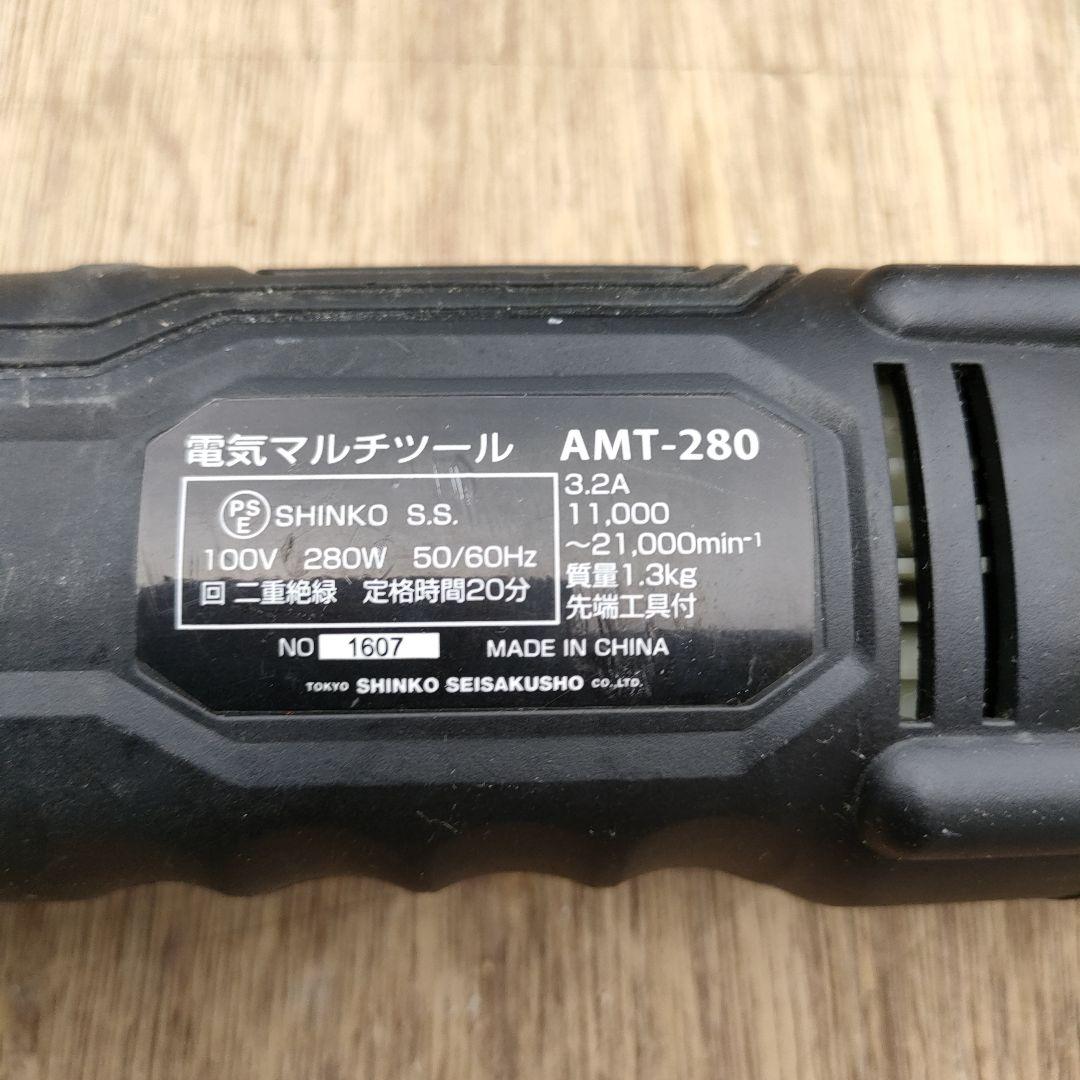 電気マルチツール AMT-280
PSE SHINKO S.S.
100V 280W 50/60Hz
回 二重絶縁 定格時間20分
3.2A
11,000
～21,000min⁻¹
質量1.3kg
先端工具付
NO 1607 MADE IN CHINA
TOKYO SHINKO SEISAKUSHO CO.,LTD.